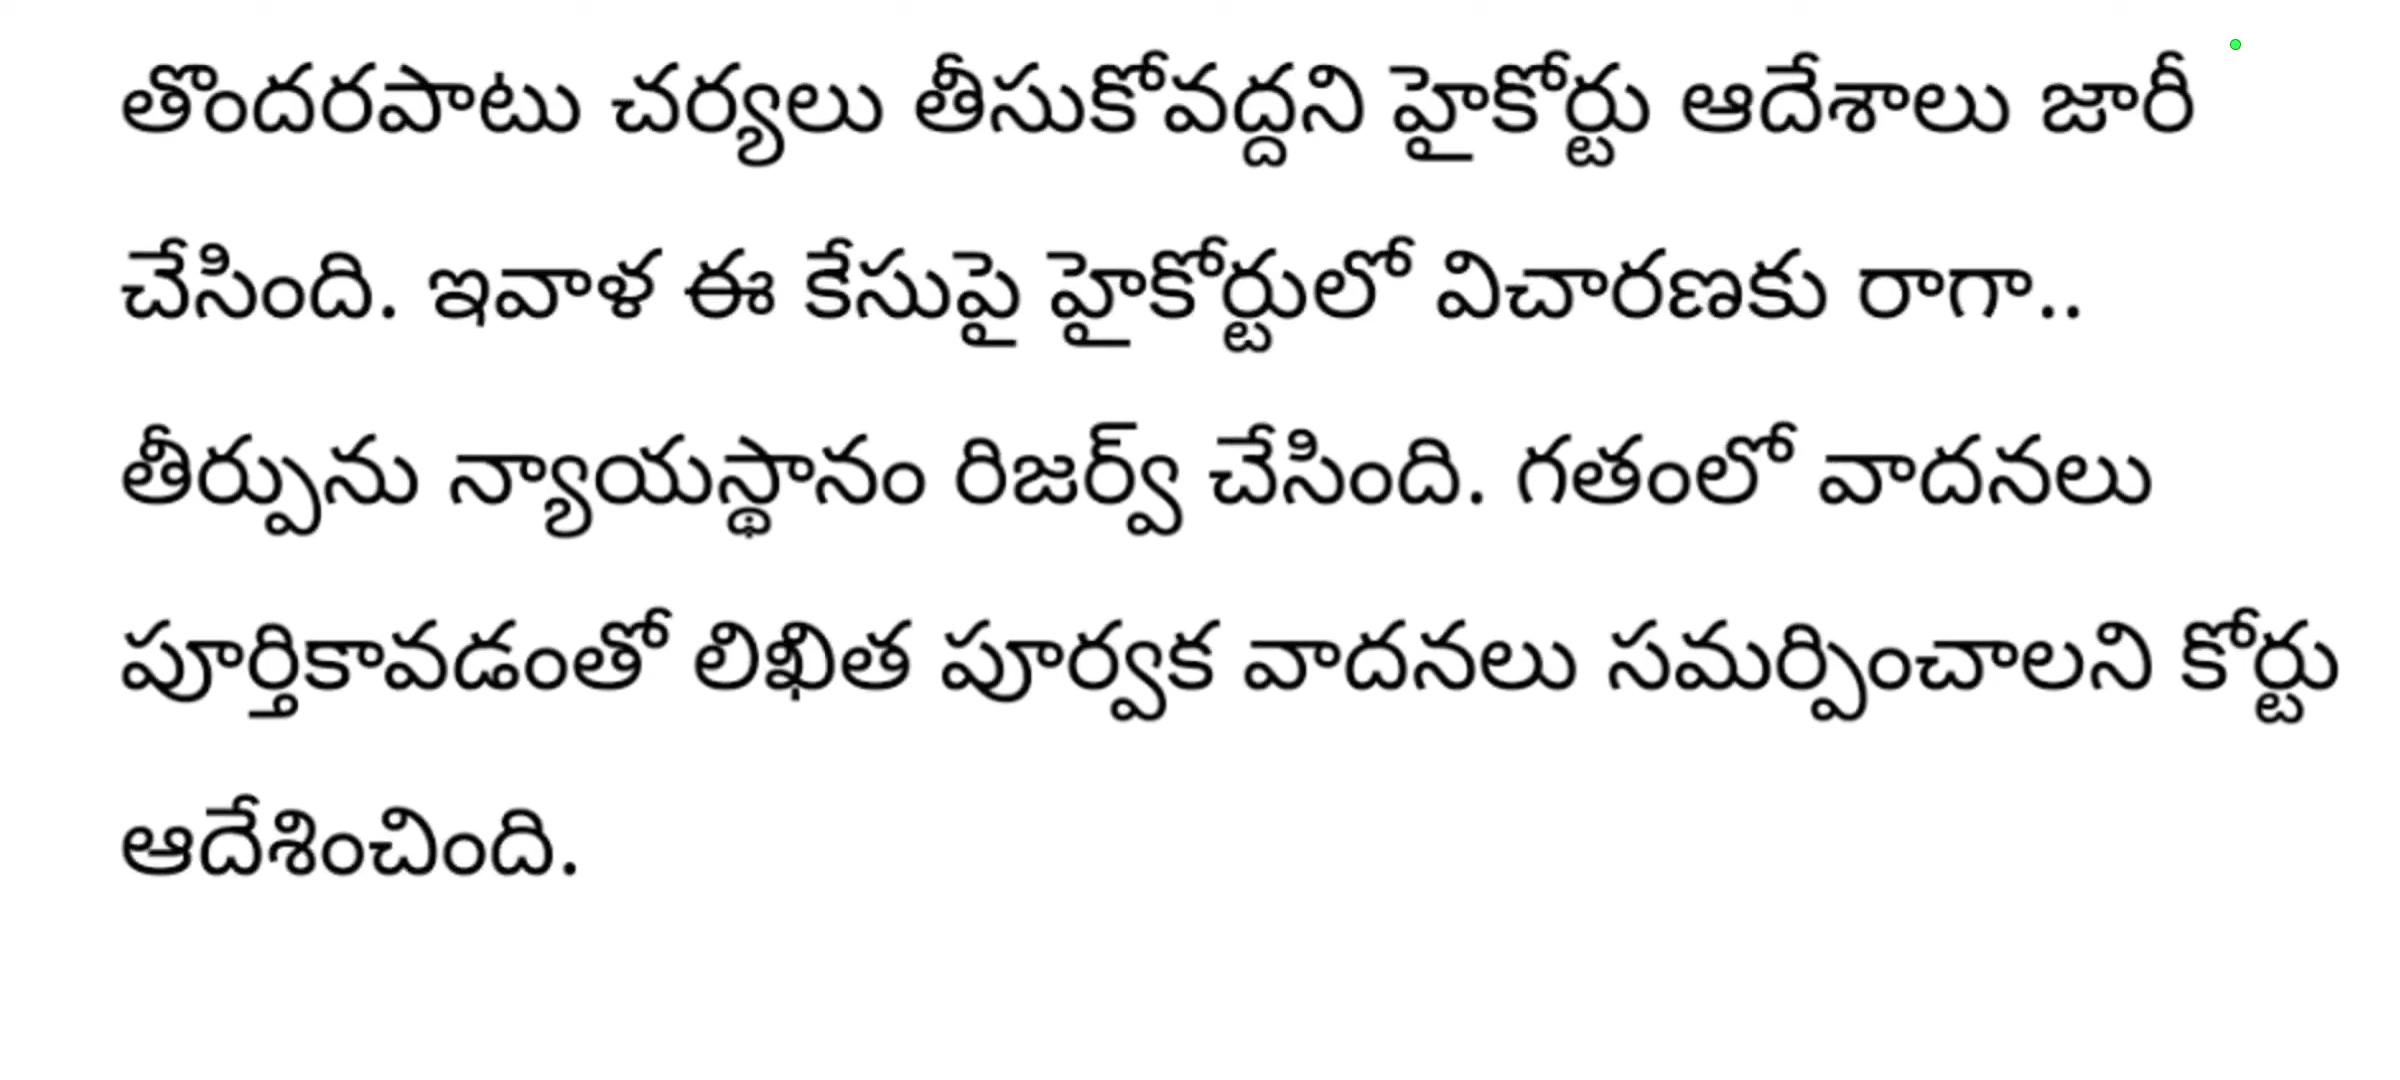 తొందరపాటు చర్యలు తీసుకోవద్దని హైకోర్టు ఆదేశాలు జారీ
చేసింది. ఇవాళ ఈ కేసుపై హైకోర్టులో విచారణకు రాగా..
తీర్పును న్యాయస్థానం రిజర్వ్ చేసింది. గతంలో వాదనలు
పూర్తికావడంతో లిఖిత పూర్వక వాదనలు సమర్పించాలని కోర్టు
ఆదేశించింది.